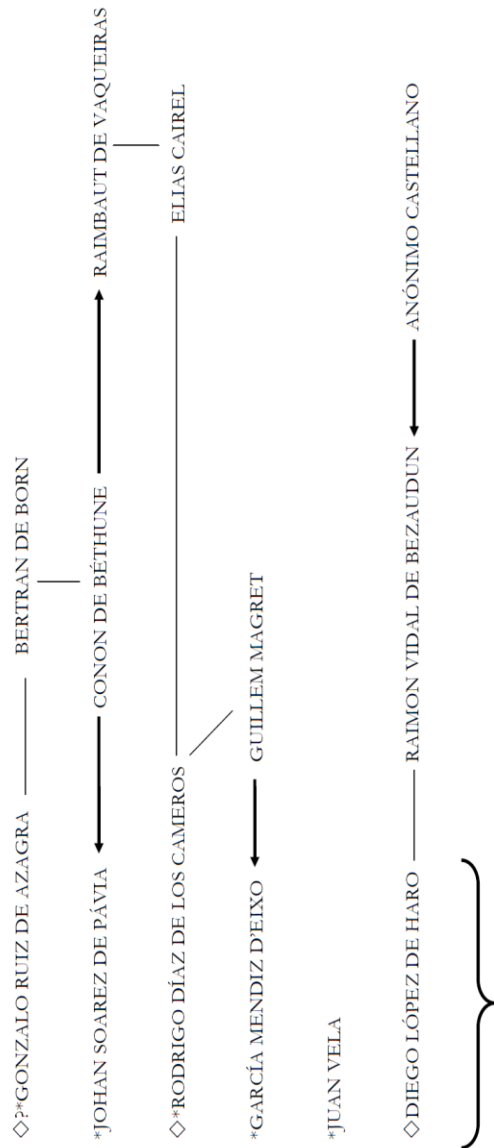 ◇?*GONZALO RUIZ DE AZAGRA BERTRAN DE BORN
*JOHAN SOAREZ DE PÁVIA CONON DE BÉTHUNE RAIMBAUT DE VAQUEIRAS
◇*RODRIGO DÍAZ DE LOS CAMEROS ELIAS CAIREL
*GARCÍA MENDIZ D'EIXO GUILLEM MAGRET
*JUAN VELA
◇DIEGO LÓPEZ DE HARO RAIMON VIDAL DE BEZAUDUN ANÓNIMO CASTELLANO